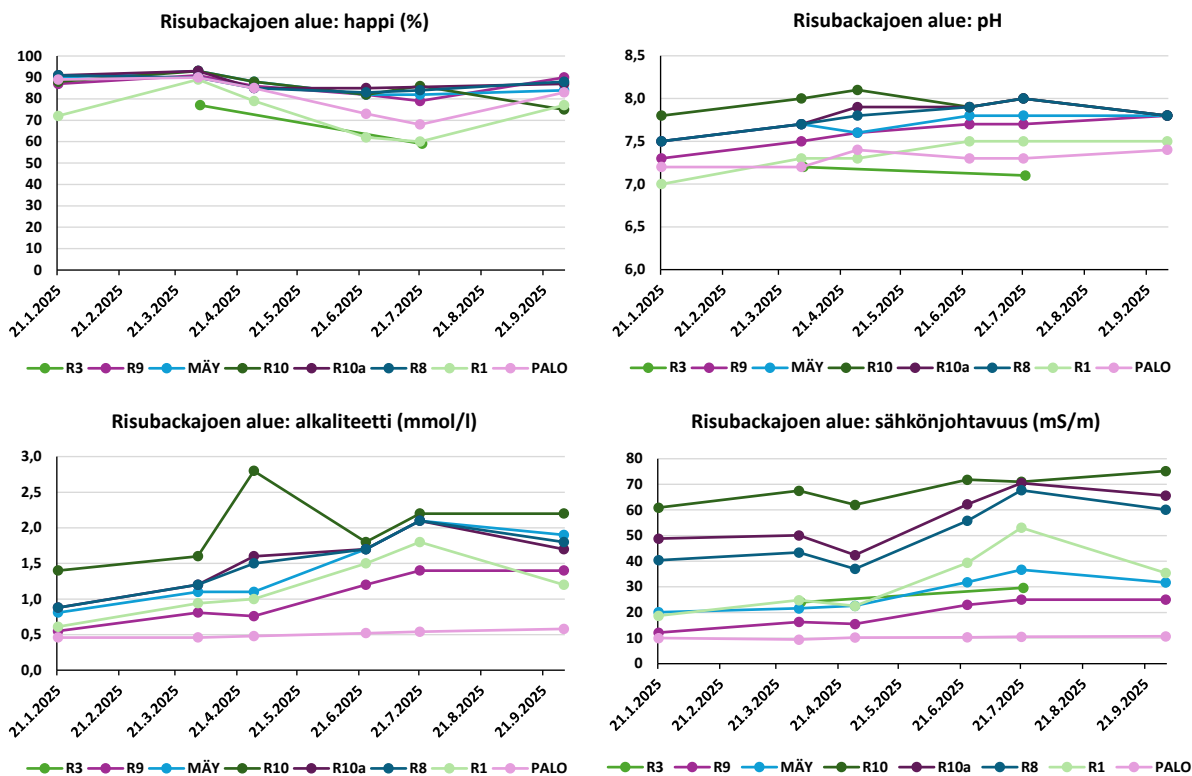 Risubackajoen alue: happi (%)
100
90
80
70
60
50
40
30
20
10
0
21.1.2025 21.2.2025 21.3.2025 21.4.2025 21.5.2025 21.6.2025 21.7.2025 21.8.2025 21.9.2025
R3 R9 MÄY R10 R10a R8 R1 PALO
Risubackajoen alue: pH
8,5
8,0
7,5
7,0
6,5
6,0
21.1.2025 21.2.2025 21.3.2025 21.4.2025 21.5.2025 21.6.2025 21.7.2025 21.8.2025 21.9.2025
R3 R9 MÄY R10 R10a R8 R1 PALO
Risubackajoen alue: alkaliteetti (mmol/l)
3,0
2,5
2,0
1,5
1,0
0,5
0,0
21.1.2025 21.2.2025 21.3.2025 21.4.2025 21.5.2025 21.6.2025 21.7.2025 21.8.2025 21.9.2025
R3 R9 MÄY R10 R10a R8 R1 PALO
Risubackajoen alue: sähkönjohtavuus (mS/m)
80
70
60
50
40
30
20
10
0
21.1.2025 21.2.2025 21.3.2025 21.4.2025 21.5.2025 21.6.2025 21.7.2025 21.8.2025 21.9.2025
R3 R9 MÄY R10 R10a R8 R1 PALO